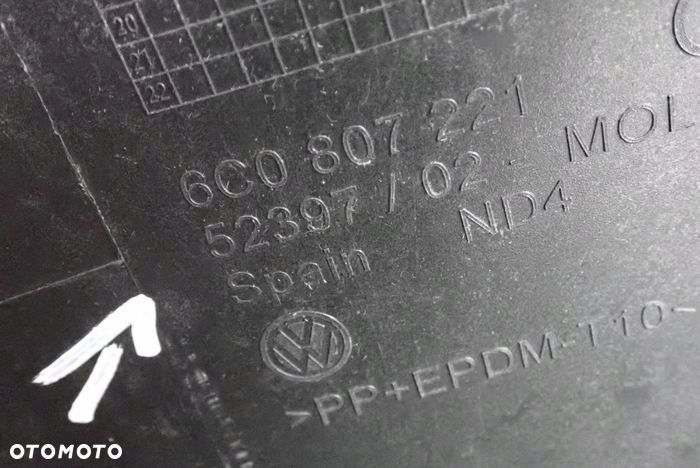 20
21
22
6C0 807 221
52397 / 02 - MOL
Spain ND4
>PP+EPDM-T10-
OTOMOTO